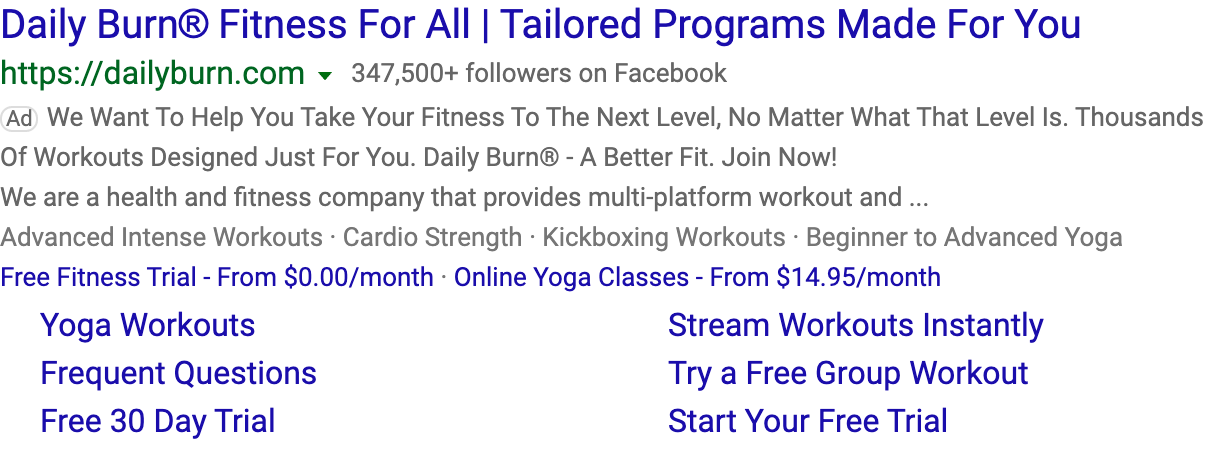 Daily Burn® Fitness For All | Tailored Programs Made For You
https://dailyburn.com 347,500+ followers on Facebook
Ad We Want To Help You Take Your Fitness To The Next Level, No Matter What That Level Is. Thousands
Of Workouts Designed Just For You. Daily Burn® - A Better Fit. Join Now!
We are a health and fitness company that provides multi-platform workout and ...
Advanced Intense Workouts · Cardio Strength · Kickboxing Workouts · Beginner to Advanced Yoga
Free Fitness Trial - From $0.00/month · Online Yoga Classes - From $14.95/month
Yoga Workouts Stream Workouts Instantly
Frequent Questions Try a Free Group Workout
Free 30 Day Trial Start Your Free Trial